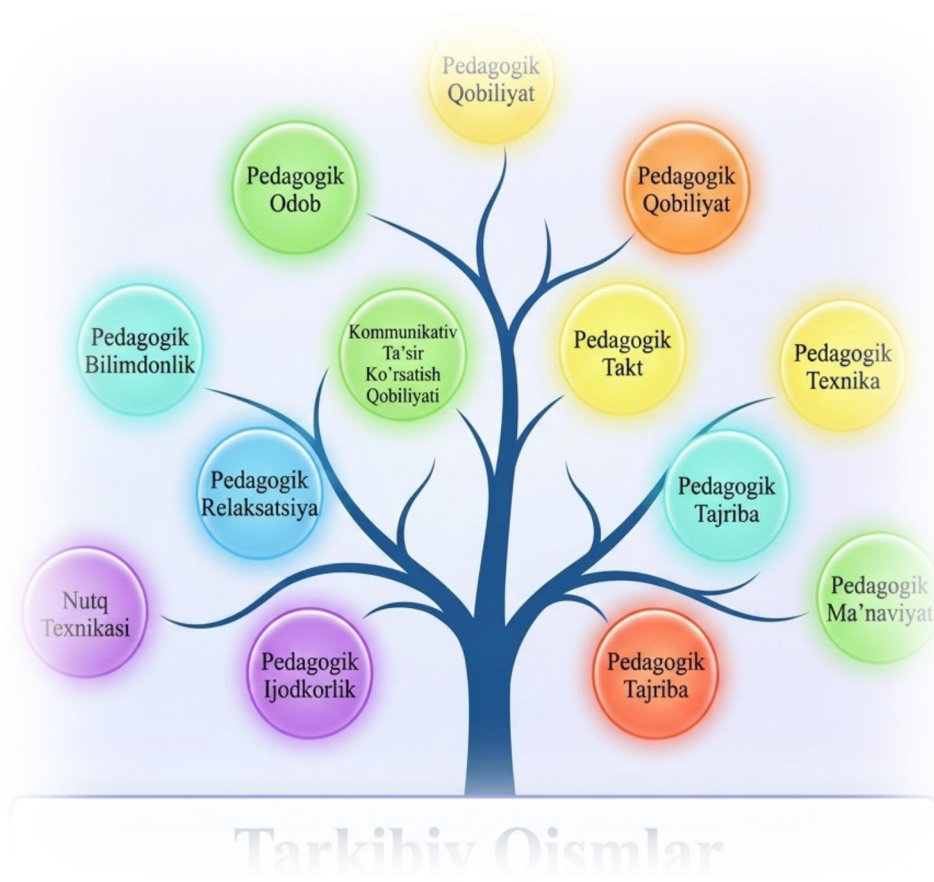 Pedagogik
Qobiliyat
Pedagogik
Odob
Pedagogik
Qobiliyat
Pedagogik
Bilimdonlik
Kommunikativ
Ta'sir
Ko'rsatish
Qobiliyati
Pedagogik
Takt
Pedagogik
Texnika
Pedagogik
Relaksatsiya
Pedagogik
Tajriba
Nutq
Texnikasi
Pedagogik
Ijodkorlik
Pedagogik
Tajriba
Pedagogik
Ma'naviyat
Tarkibiy Qismlar